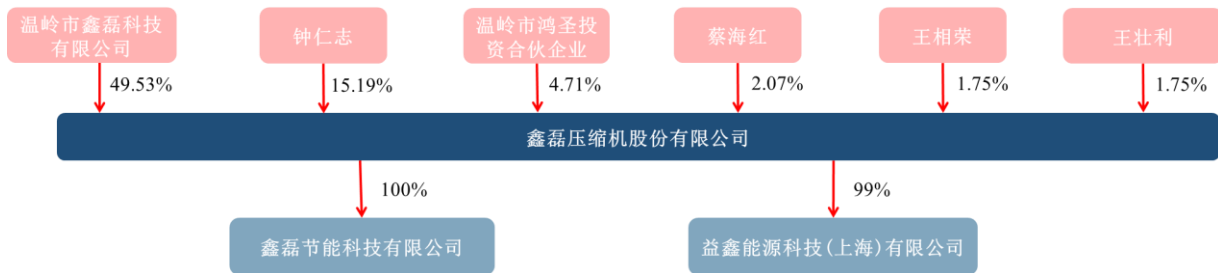 温岭市鑫磊科技
有限公司
钟仁志
温岭市鸿圣投
资合伙企业
蔡海红
王相荣
王壮利
49.53%
15.19%
4.71%
2.07%
1.75%
1.75%
鑫磊压缩机股份有限公司
100%
99%
鑫磊节能科技有限公司
益鑫能源科技(上海)有限公司